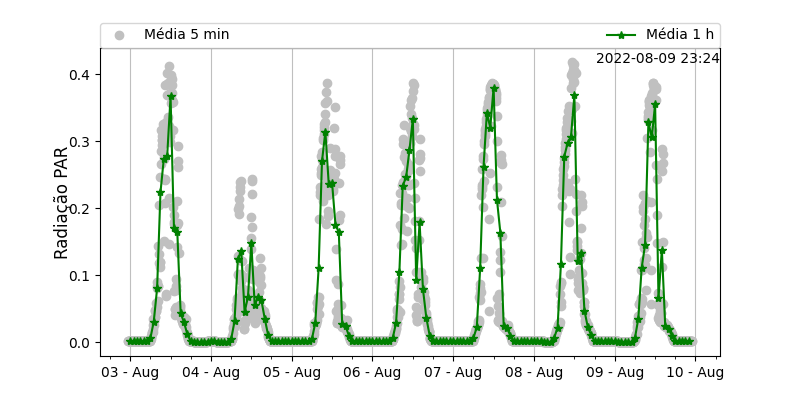 Média 5 min
Média 1 h
2022-08-09 23:24
0.4
0.3
0.2
0.1
0.0
Radiação PAR
03 - Aug
04 - Aug
05 - Aug
06 - Aug
07 - Aug
08 - Aug
09 - Aug
10 - Aug